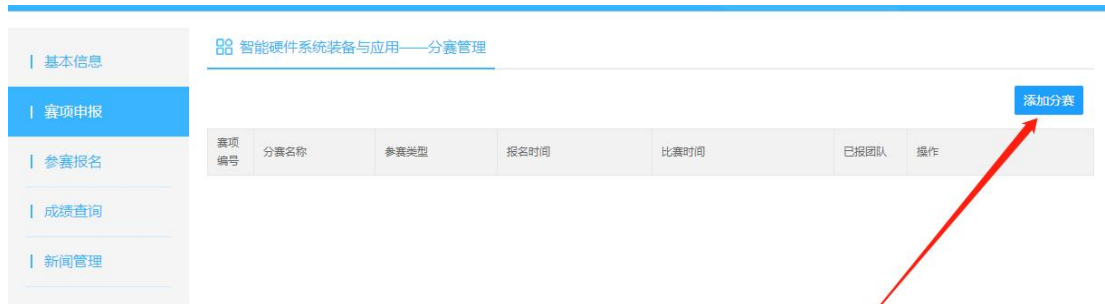 智能硬件系统装备与应用——分赛管理
基本信息
赛项申报
添加分赛
赛项编号 分赛名称 参赛类型 报名时间 比赛时间 已报团队 操作
参赛报名
成绩查询
新闻管理